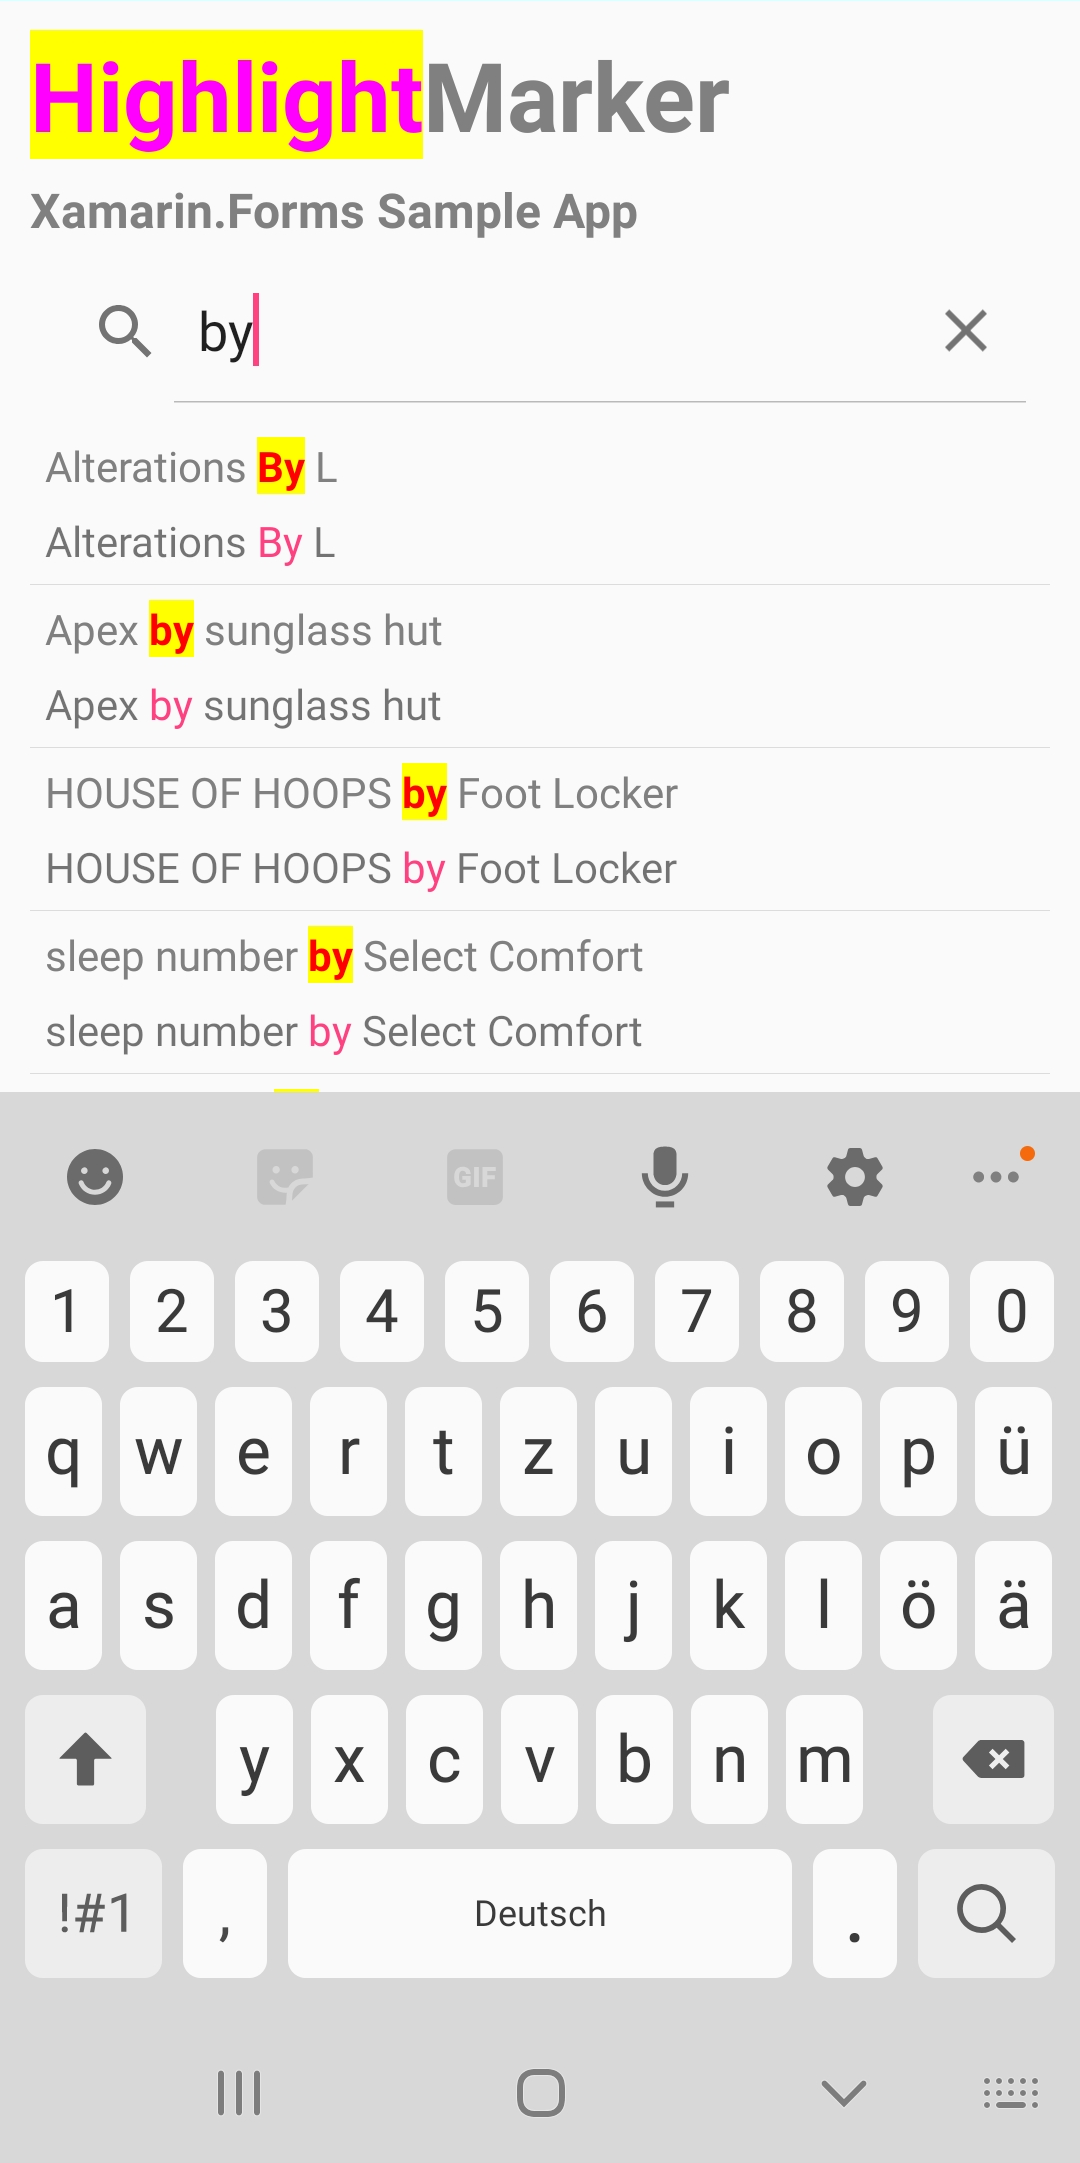 HighlightMarker
Xamarin.Forms Sample App
by
Alterations By L
Alterations By L
Apex by sunglass hut
Apex by sunglass hut
HOUSE OF HOOPS by Foot Locker
HOUSE OF HOOPS by Foot Locker
sleep number by Select Comfort
sleep number by Select Comfort
GIF
1 2 3 4 5 6 7 8 9 0
q w e r t z u i o p ü
a s d f g h j k l ö ä
y x c v b n m
!#1 , Deutsch .